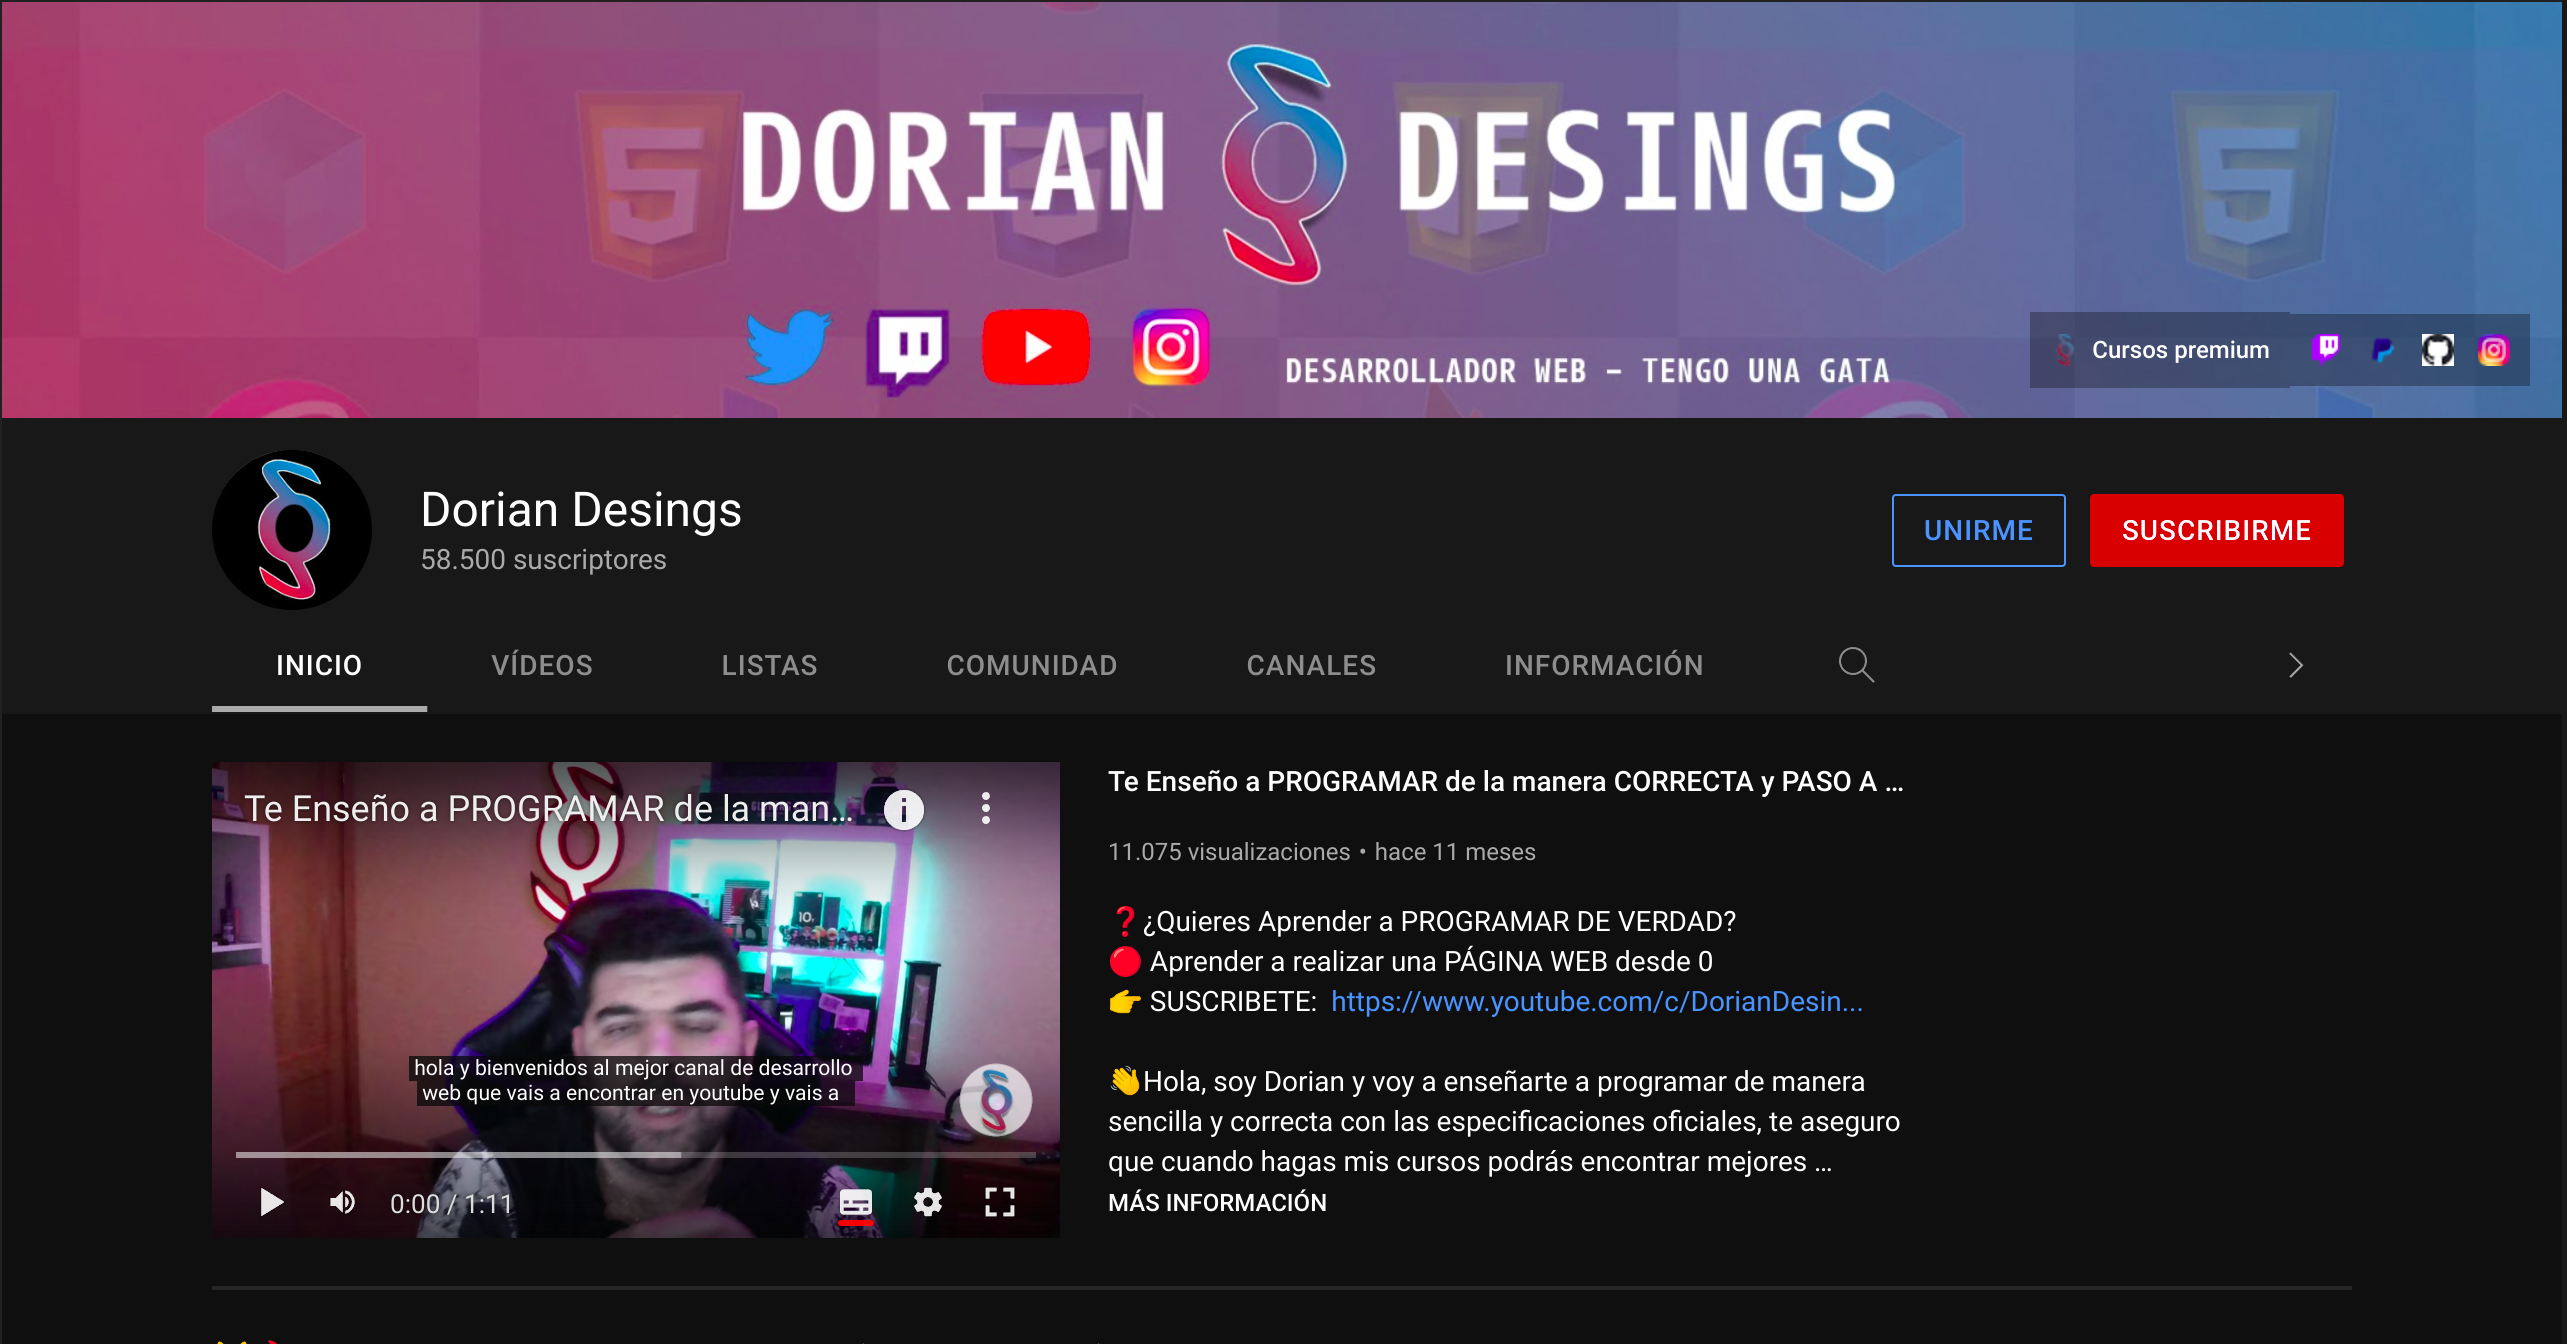 DORIAN DESINGS
DESARROLLADOR WEB – TENGO UNA GATA
Cursos premium
Dorian Desings
58.500 suscriptores
UNIRME
SUSCRIBIRME
INICIO
VÍDEOS
LISTAS
COMUNIDAD
CANALES
INFORMACIÓN
Te Enseño a PROGRAMAR de la man...
hola y bienvenidos al mejor canal de desarrollo
web que vais a encontrar en youtube y vais a
0:00 / 1:11
Te Enseño a PROGRAMAR de la manera CORRECTA y PASO A ...
11.075 visualizaciones • hace 11 meses
❓¿Quieres Aprender a PROGRAMAR DE VERDAD?
🔴 Aprender a realizar una PÁGINA WEB desde 0
👉 SUSCRIBETE: https://www.youtube.com/c/DorianDesin...
👋Hola, soy Dorian y voy a enseñarte a programar de manera
sencilla y correcta con las especificaciones oficiales, te aseguro
que cuando hagas mis cursos podrás encontrar mejores ...
MÁS INFORMACIÓN